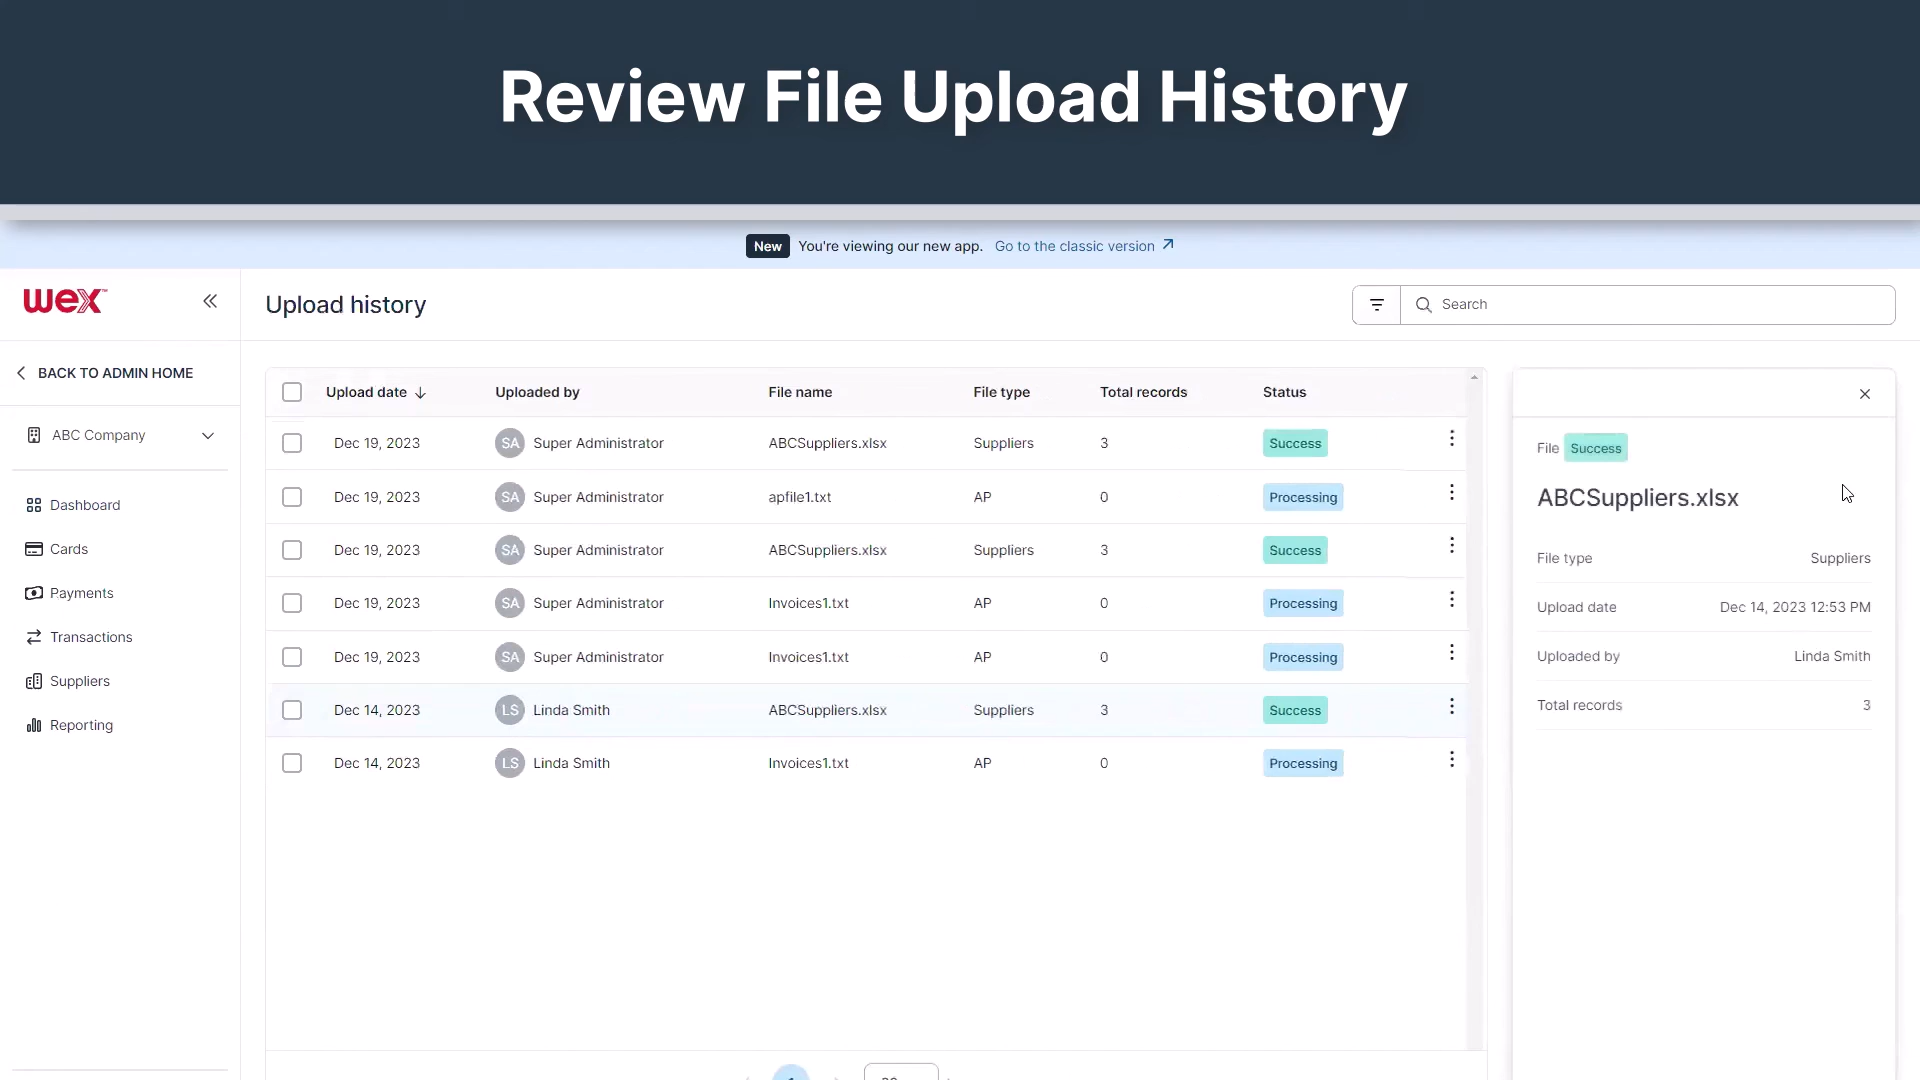 Review File Upload History
New You're viewing our new app. Go to the classic version
wex™
Upload history
Search
BACK TO ADMIN HOME
ABC Company
Dashboard
Cards
Payments
Transactions
Suppliers
Reporting
Upload date Uploaded by File name File type Total records Status
Dec 19, 2023 SA Super Administrator ABCSuppliers.xlsx Suppliers 3 Success
Dec 19, 2023 SA Super Administrator apfile1.txt AP 0 Processing
Dec 19, 2023 SA Super Administrator ABCSuppliers.xlsx Suppliers 3 Success
Dec 19, 2023 SA Super Administrator Invoices1.txt AP 0 Processing
Dec 19, 2023 SA Super Administrator Invoices1.txt AP 0 Processing
Dec 14, 2023 LS Linda Smith ABCSuppliers.xlsx Suppliers 3 Success
Dec 14, 2023 LS Linda Smith Invoices1.txt AP 0 Processing
File Success
ABCSuppliers.xlsx
File type Suppliers
Upload date Dec 14, 2023 12:53 PM
Uploaded by Linda Smith
Total records 3